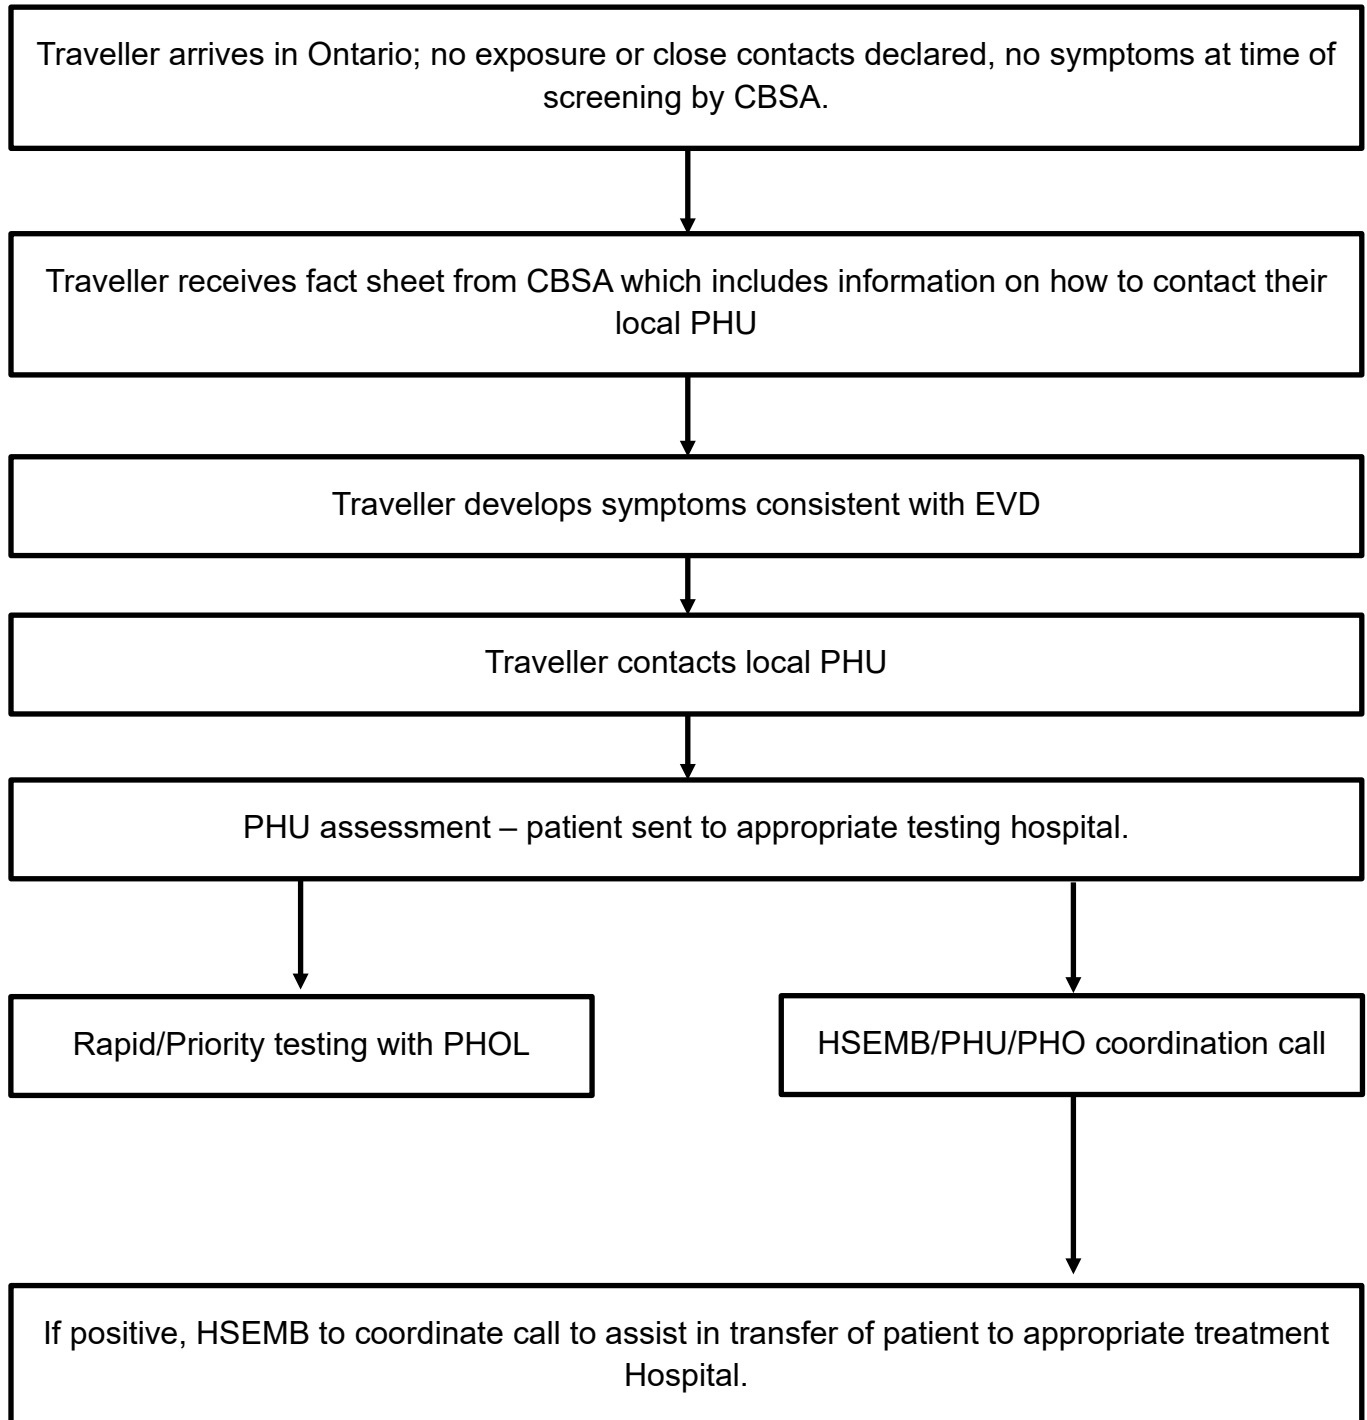 Traveller arrives in Ontario; no exposure or close contacts declared, no symptoms at time of
screening by CBSA.
Traveller receives fact sheet from CBSA which includes information on how to contact their
local PHU
Traveller develops symptoms consistent with EVD
Traveller contacts local PHU
PHU assessment – patient sent to appropriate testing hospital.
Rapid/Priority testing with PHOL
HSEMB/PHU/PHO coordination call
If positive, HSEMB to coordinate call to assist in transfer of patient to appropriate treatment
Hospital.